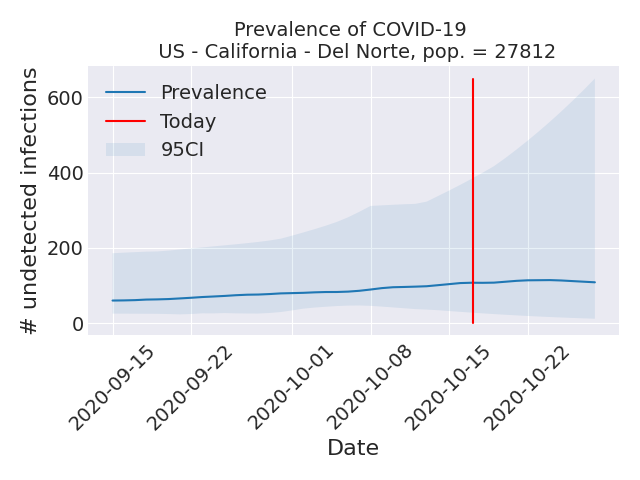 Prevalence of COVID-19
US - California - Del Norte, pop. = 27812
# undetected infections
600
400
200
0
Prevalence
Today
95CI
2020-09-15
2020-09-22
2020-10-01
2020-10-08
2020-10-15
2020-10-22
Date